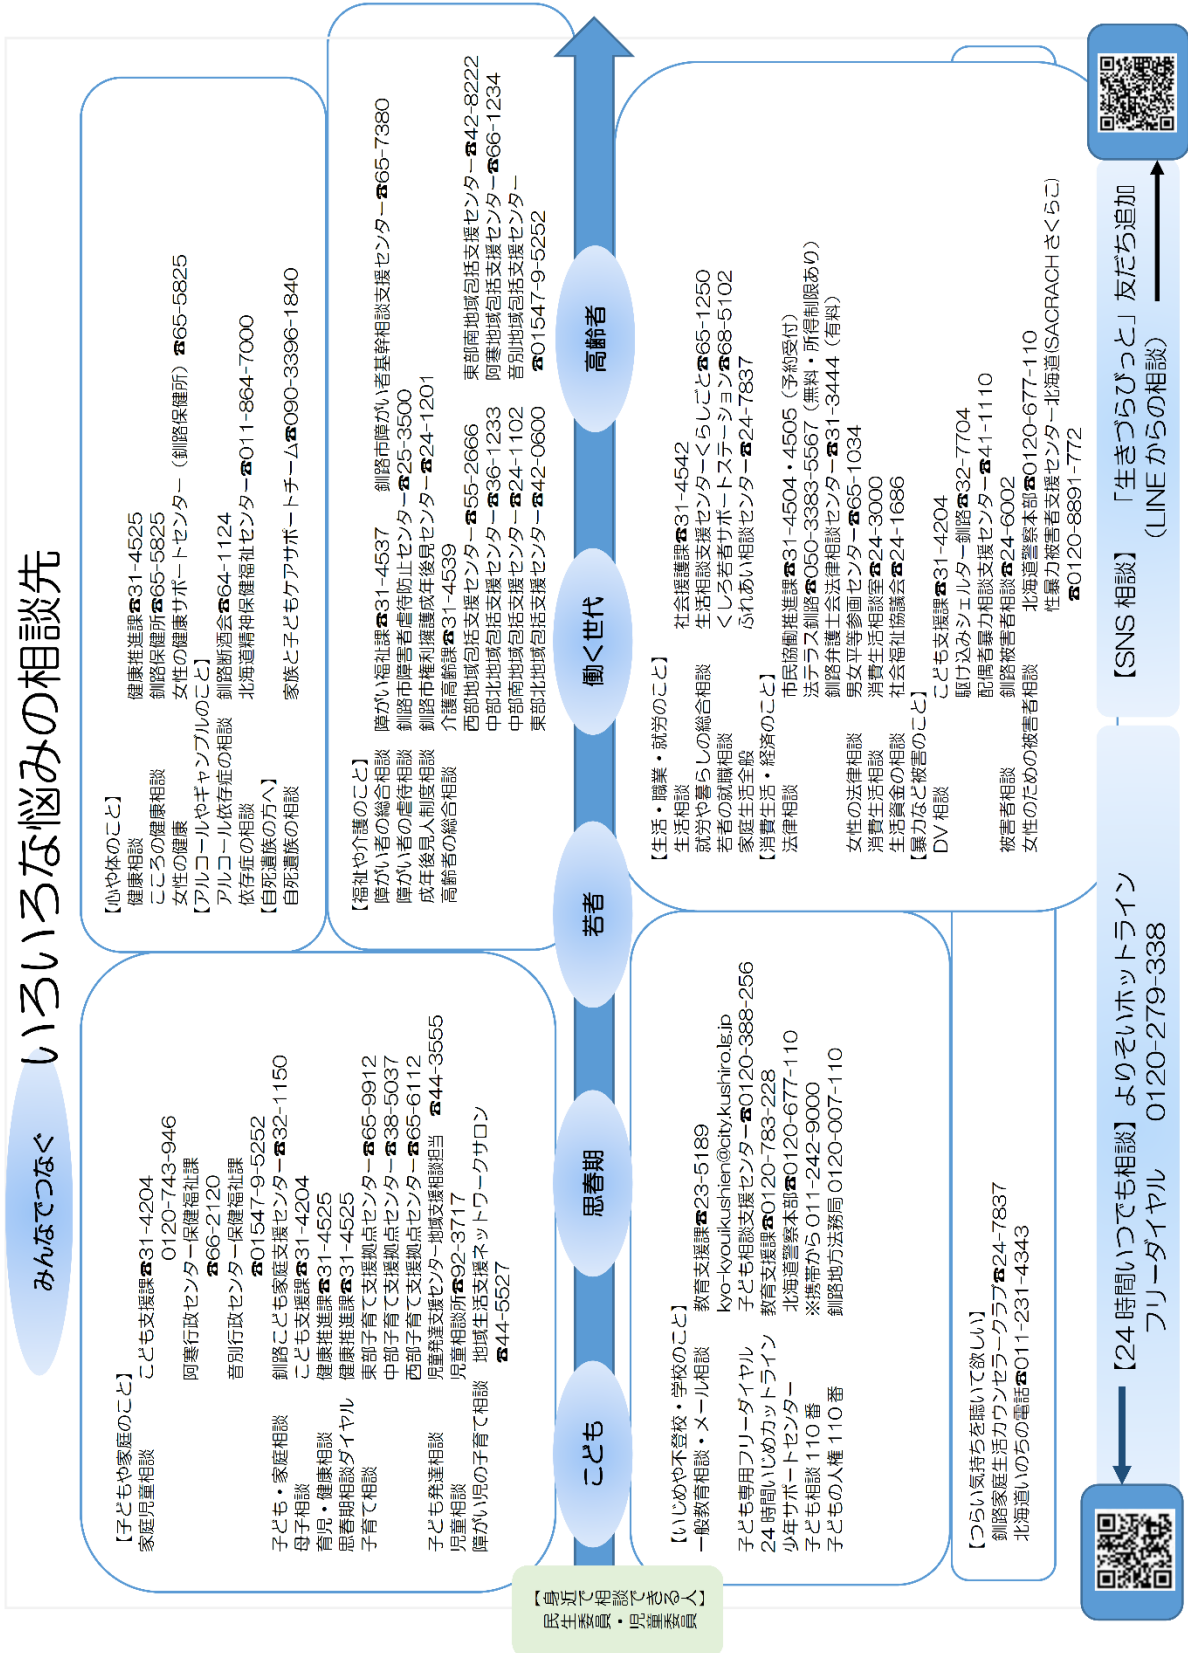 みんなでつなぐ
いろいろな悩みの相談先
【子どもや家庭のこと】
家庭児童相談 こども支援課☎31-4204
0120-743-946
阿寒行政センター保健福祉課
☎66-2120
音別行政センター保健福祉課
☎01547-9-5252
子ども・家庭相談 釧路こども家庭支援センター☎32-1150
母子相談 こども支援課☎31-4204
育児・健康相談 健康推進課☎31-4525
思春期相談ダイヤル 健康推進課☎31-4525
子育て相談 東部子育て支援拠点センター☎65-9912
中部子育て支援拠点センター☎38-5037
西部子育て支援拠点センター☎65-6112
子ども発達相談 児童発達支援センター地域支援相談担当 ☎44-3555
児童相談 児童相談所☎92-3717
障がい児の子育て相談 地域生活支援ネットワークサロン
☎44-5527
【心や体のこと】
健康相談 健康推進課☎31-4525
こころの健康相談 釧路保健所☎65-5825
女性の健康 女性の健康サポートセンター（釧路保健所）☎65-5825
【アルコールやギャンブルのこと】
アルコール依存症の相談 釧路断酒会☎64-1124
依存症の相談 北海道精神保健福祉センター☎011-864-7000
【自死遺族の方へ】
自死遺族の相談 家族と子どもケアサポートチーム☎090-3396-1840
【福祉や介護のこと】
障がい者の総合相談 障がい福祉課☎31-4537 釧路市障がい者基幹相談支援センター☎65-7380
障がい者の虐待相談 釧路市障害者虐待防止センター☎25-3500
成年後見人制度相談 釧路市権利擁護成年後見センター☎24-1201
高齢者の総合相談 介護高齢課☎31-4539
西部地域包括支援センター☎55-2666 東部南地域包括支援センター☎42-8222
中部北地域包括支援センター☎36-1233 阿寒地域包括支援センター☎66-1234
中部南地域包括支援センター☎24-1102 音別地域包括支援センター
東部北地域包括支援センター☎42-0600 ☎01547-9-5252
【身近で相談できる人】
民生委員・児童委員
こども
思春期
若者
働く世代
高齢者
【いじめや不登校・学校のこと】
一般教育相談・メール相談 教育支援課☎23-5189
kyo-kyouikushien@city.kushiro.lg.jp
子ども専用フリーダイヤル 子ども相談支援センター☎0120-388-256
24時間いじめカットライン 教育支援課☎0120-783-228
少年サポートセンター 北海道警察本部☎0120-677-110
子ども相談110番 ※携帯から011-242-9000
子どもの人権110番 釧路地方法務局 0120-007-110
【つらい気持ちを聴いて欲しい】
釧路家庭生活カウンセラークラブ☎24-7837
北海道いのちの電話☎011-231-4343
【生活・職業・就労のこと】
生活相談 社会援護課☎31-4542
就労や暮らしの総合相談 生活相談支援センターくらしごと☎65-1250
若者の就職相談 くしろ若者サポートステーション☎68-5102
家庭生活全般 ふれあい相談センター☎24-7837
【消費生活・経済のこと】
法律相談 市民協働推進課☎31-4504・4505（予約受付）
法テラス釧路☎050-3383-5567（無料・所得制限あり）
釧路弁護士会法律相談センター☎31-3444（有料）
女性の法律相談 男女平等参画センター☎65-1034
消費生活相談 消費生活相談室☎24-3000
生活資金の相談 社会福祉協議会☎24-1686
【暴力など被害のこと】
DV相談 こども支援課☎31-4204
駆け込みシェルター釧路☎32-7704
配偶者暴力相談支援センター☎41-1110
被害者相談 釧路被害者相談☎24-6002
女性のための被害者相談 北海道警察本部☎0120-677-110
性暴力被害者支援センター北海道(SACRACHさくらこ)
☎0120-8891-772
【24時間いつでも相談】よりそいホットライン
フリーダイヤル 0120-279-338
【SNS相談】「生きづらびっと」友だち追加
（LINEからの相談）